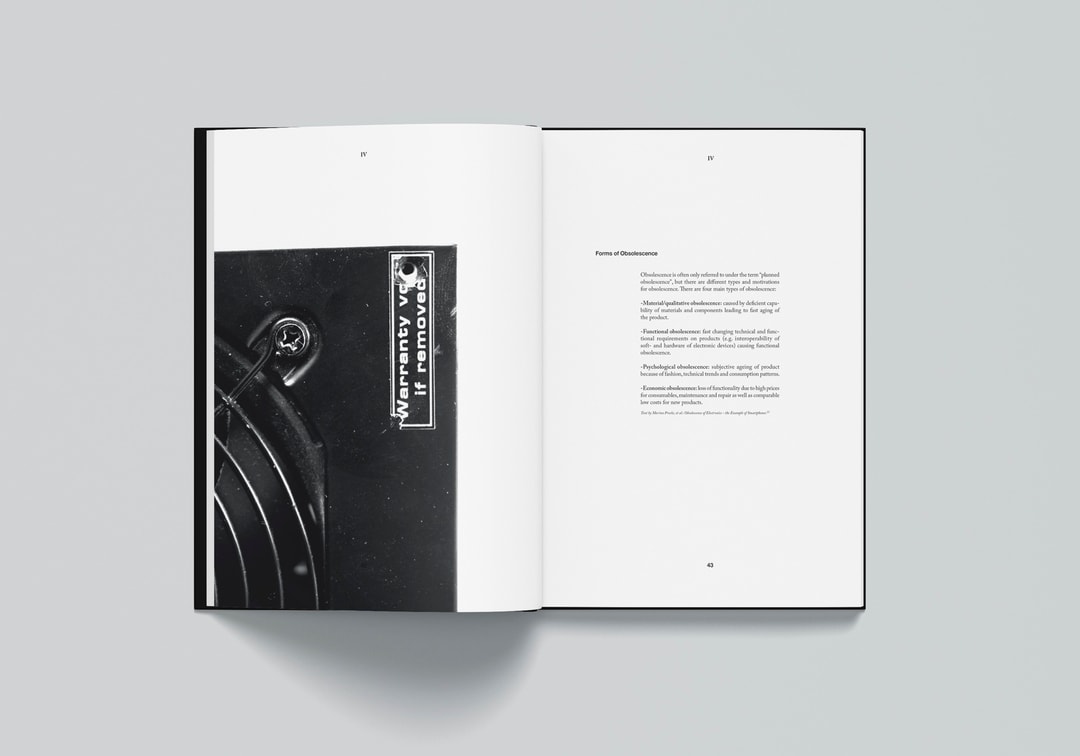 IV
Warranty vo
if removed
IV
Forms of Obsolescence
Obsolescence is often only referred to under the term “planned
obsolescence”, but there are different types and motivations
for obsolescence. There are four main types of obsolescence:
·Material/qualitative obsolescence: caused by deficient capa-
bility of materials and components leading to fast aging of
the product.
·Functional obsolescence: fast changing technical and func-
tional requirements on products (e.g. interoperability of
soft- and hardware of electronic devices) causing functional
obsolescence.
·Psychological obsolescence: subjective ageing of product
because of fashion, technical trends and consumption patterns.
·Economic obsolescence: loss of functionality due to high prices
for consumables, maintenance and repair as well as comparable
low costs for new products.
Text by Marina Proske et al.: Obsolescence of Electronics – the Example of Smartphones
43